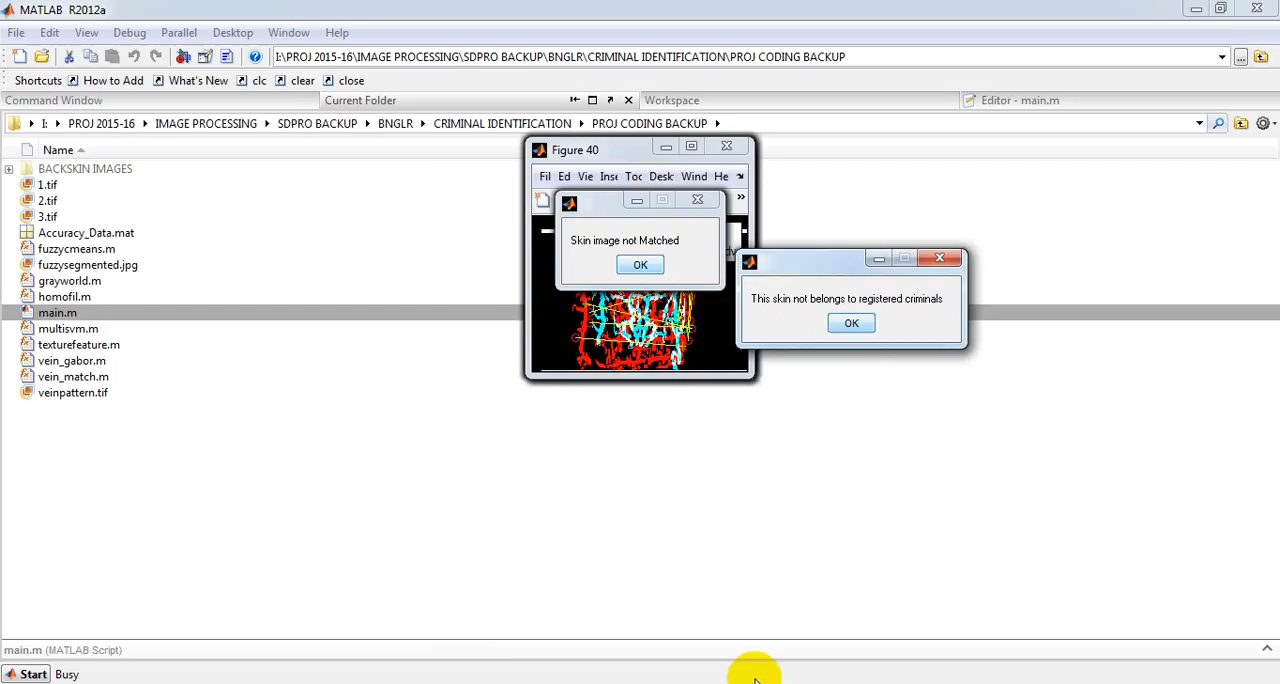 MATLAB R2012a
File Edit View Debug Parallel Desktop Window Help
I:\PROJ 2015-16\IMAGE PROCESSING\SDPRO BACKUP\BNGLR\CRIMINAL IDENTIFICATION\PROJ CODING BACKUP
Shortcuts How to Add What's New clc clear close
Command Window Current Folder Workspace Editor - main.m
I: PROJ 2015-16 IMAGE PROCESSING SDPRO BACKUP BNGLR CRIMINAL IDENTIFICATION PROJ CODING BACKUP
Name
BACKSKIN IMAGES
1.tif
2.tif
3.tif
Accuracy_Data.mat
fuzzycmeans.m
fuzzysegmented.jpg
grayworld.m
homofil.m
main.m
multisvm.m
texturefeature.m
vein_gabor.m
vein_match.m
veinpattern.tif
Figure 40
Fil Ed Vie Inse Toc Desk Wind He
Skin image not Matched
OK
This skin not belongs to registered criminals
OK
main.m (MATLAB Script)
Start Busy